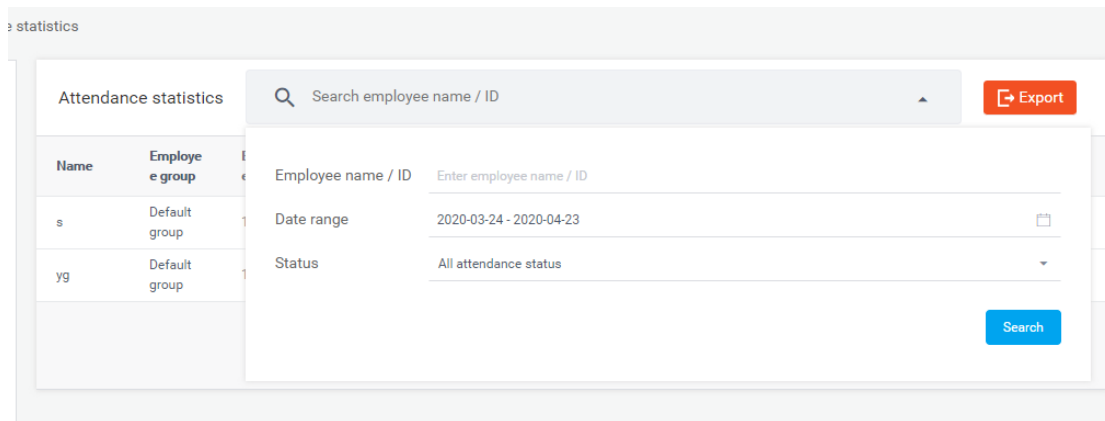 e statistics
Attendance statistics
Search employee name / ID
Export
Name
Employe
e group
Employee name / ID
Enter employee name / ID
s
Default
group
Date range
2020-03-24 - 2020-04-23
yg
Default
group
Status
All attendance status
Search